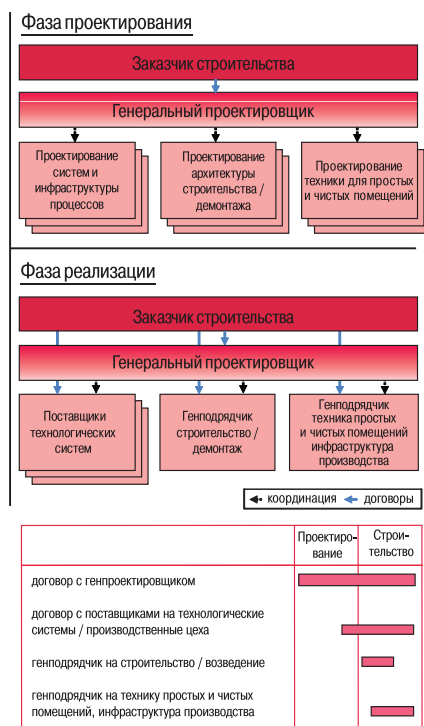 Фаза проектирования
Заказчик строительства
Генеральный проектировщик
Проектирование
систем и
инфраструктуры
процессов
Проектирование
архитектуры
строительства /
демонтажа
Проектирование
техники для простых
и чистых помещений
Фаза реализации
Заказчик строительства
Генеральный проектировщик
Поставщики
технологических
систем
Генподрядчик
строительство /
демонтаж
Генподрядчик
техника простых
и чистых помещений
инфраструктура
производства
координация договоры
Проектиро-
вание
Строи-
тельство
договор с генпроектировщиком
договор с поставщиками на технологические
системы / производственные цеха
генподрядчик на строительство / возведение
генподрядчик на технику простых и чистых
помещений, инфраструктура производства